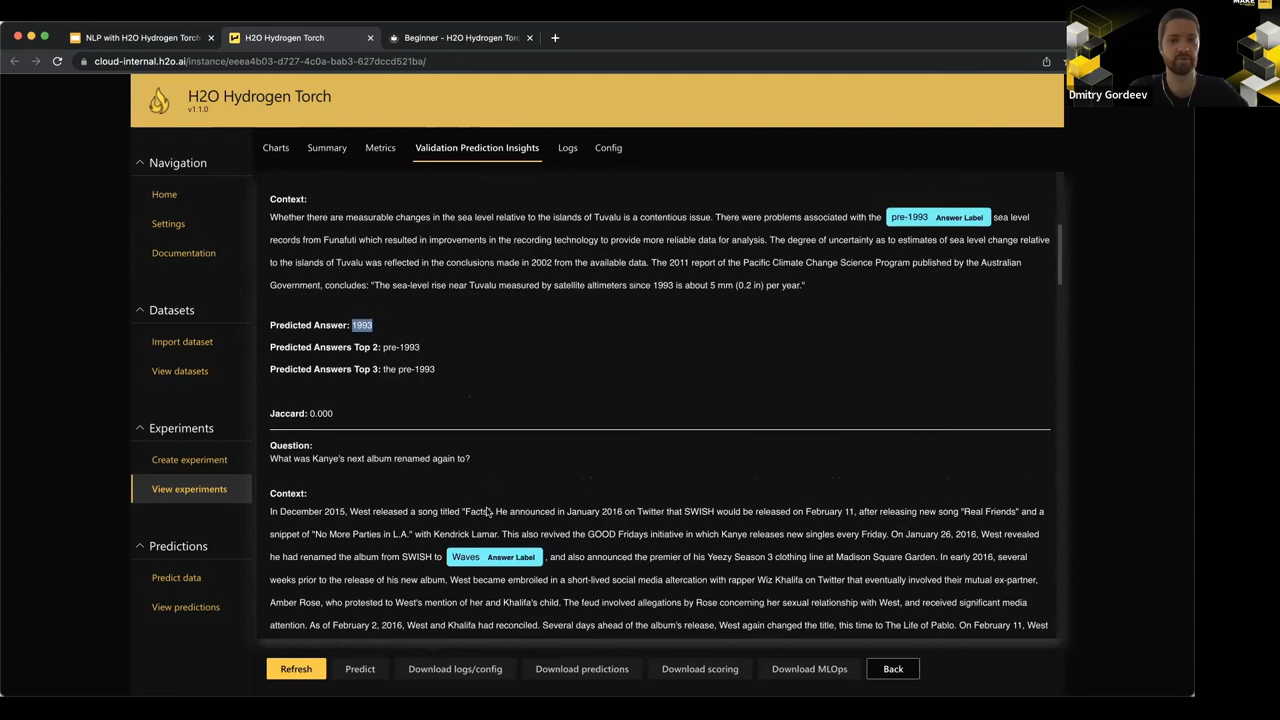 NLP with H2O Hydrogen Torch
H2O Hydrogen Torch
Beginner - H2O Hydrogen Torc
cloud-internal.h2o.ai/instance/eeea4b03-d727-4c0a-bab3-627dccd521ba/
MAKE
Dmitry Gordeev
H2O Hydrogen Torch
v1.1.0
Navigation
Home
Settings
Documentation
Datasets
Import dataset
View datasets
Experiments
Create experiment
View experiments
Predictions
Predict data
View predictions
Charts Summary Metrics Validation Prediction Insights Logs Config
Context:
Whether there are measurable changes in the sea level relative to the islands of Tuvalu is a contentious issue. There were problems associated with the pre-1993 Answer Label sea level
records from Funafuti which resulted in improvements in the recording technology to provide more reliable data for analysis. The degree of uncertainty as to estimates of sea level change relative
to the islands of Tuvalu was reflected in the conclusions made in 2002 from the available data. The 2011 report of the Pacific Climate Change Science Program published by the Australian
Government, concludes: "The sea-level rise near Tuvalu measured by satellite altimeters since 1993 is about 5 mm (0.2 in) per year."
Predicted Answer: 1993
Predicted Answers Top 2: pre-1993
Predicted Answers Top 3: the pre-1993
Jaccard: 0.000
Question:
What was Kanye's next album renamed again to?
Context:
In December 2015, West released a song titled "Facts. He announced in January 2016 on Twitter that SWISH would be released on February 11, after releasing new song "Real Friends" and a
snippet of "No More Parties in L.A." with Kendrick Lamar. This also revived the GOOD Fridays initiative in which Kanye releases new singles every Friday. On January 26, 2016, West revealed
he had renamed the album from SWISH to Waves Answer Label , and also announced the premier of his Yeezy Season 3 clothing line at Madison Square Garden. In early 2016, several
weeks prior to the release of his new album, West became embroiled in a short-lived social media altercation with rapper Wiz Khalifa on Twitter that eventually involved their mutual ex-partner,
Amber Rose, who protested to West's mention of her and Khalifa's child. The feud involved allegations by Rose concerning her sexual relationship with West, and received significant media
attention. As of February 2, 2016, West and Khalifa had reconciled. Several days ahead of the album's release, West again changed the title, this time to The Life of Pablo. On February 11, West
Refresh Predict Download logs/config Download predictions Download scoring Download MLOps Back